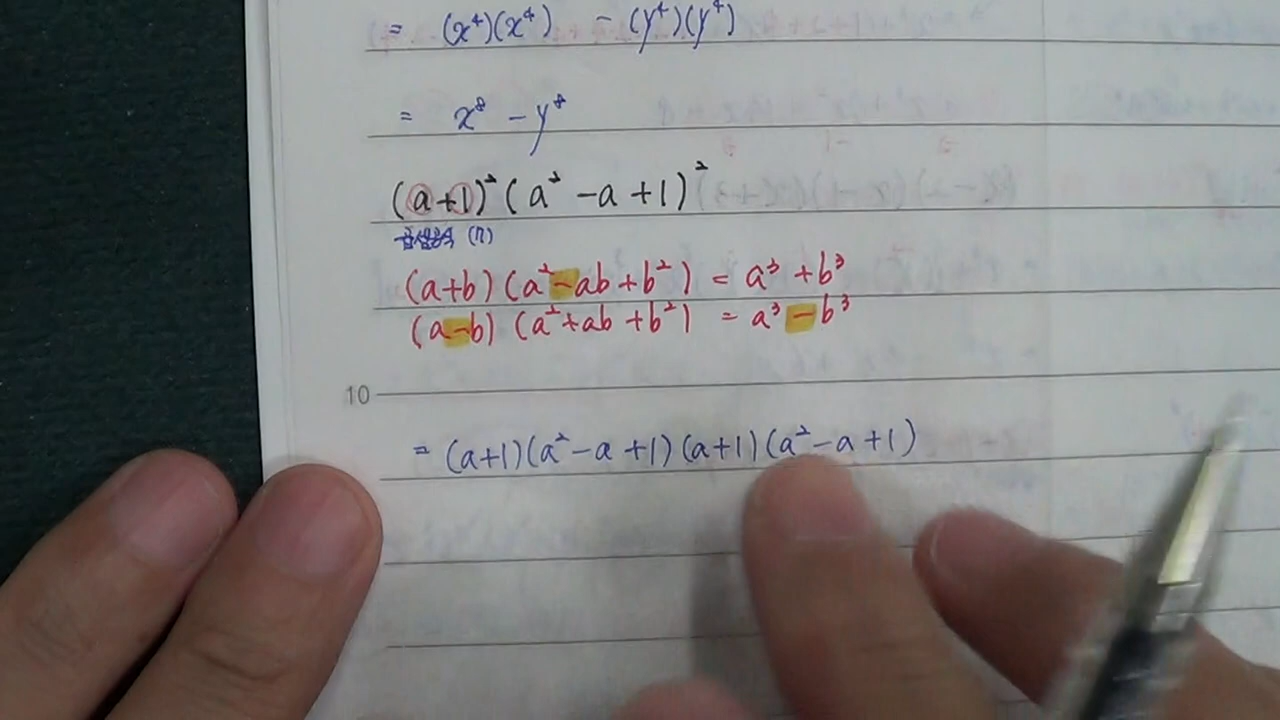 = (x⁴)(x⁴) - (y⁴)(y⁴)
= x⁸ - y⁸
(a+1)²(a² -a +1)²
(a+b)(a²-ab+b²) = a³+b³
(a-b)(a²+ab+b²) = a³-b³
10
= (a+1)(a²-a+1)(a+1)(a²-a+1)